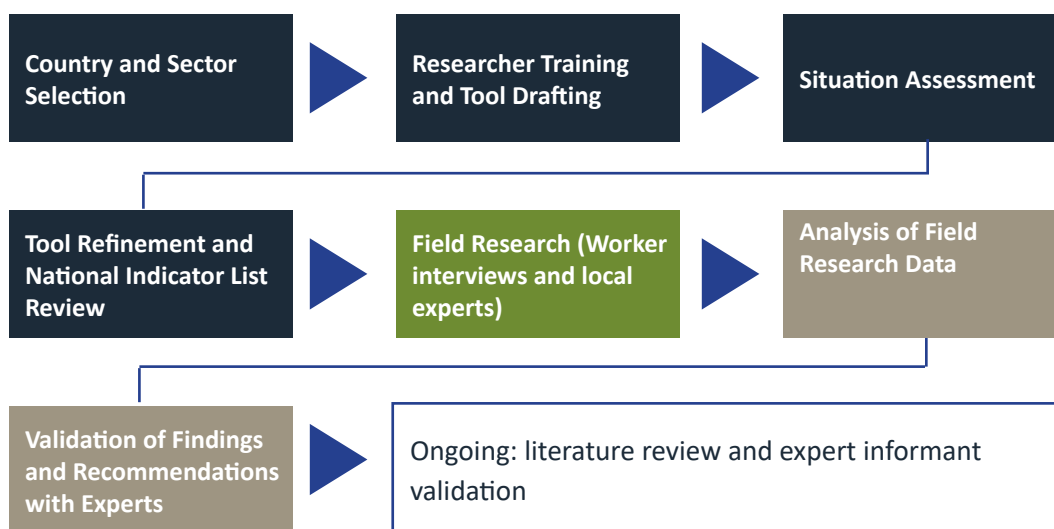 Country and Sector
Selection
Researcher Training
and Tool Drafting
Situation Assessment
Tool Refinement and
National Indicator List
Review
Field Research (Worker
interviews and local
experts)
Analysis of Field
Research Data
Validation of Findings
and Recommendations
with Experts
Ongoing: literature review and expert informant
validation